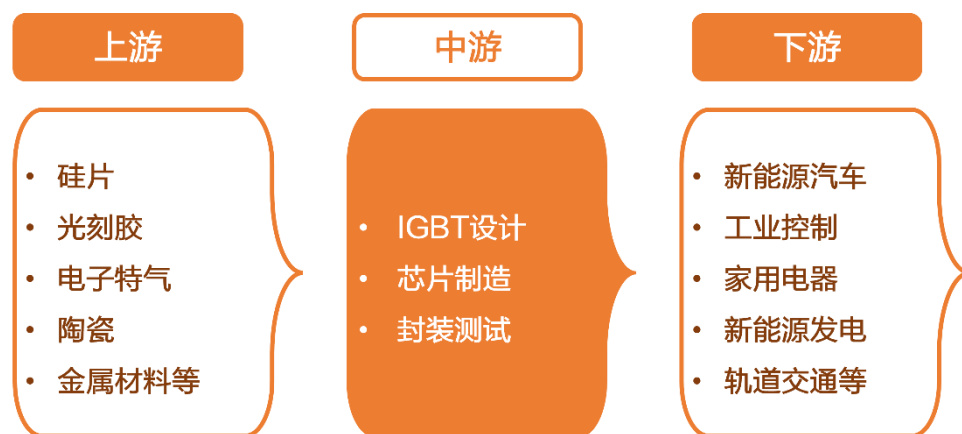 上游
硅片
光刻胶
电子特气
陶瓷
金属材料等
中游
IGBT设计
芯片制造
封装测试
下游
新能源汽车
工业控制
家用电器
新能源发电
轨道交通等